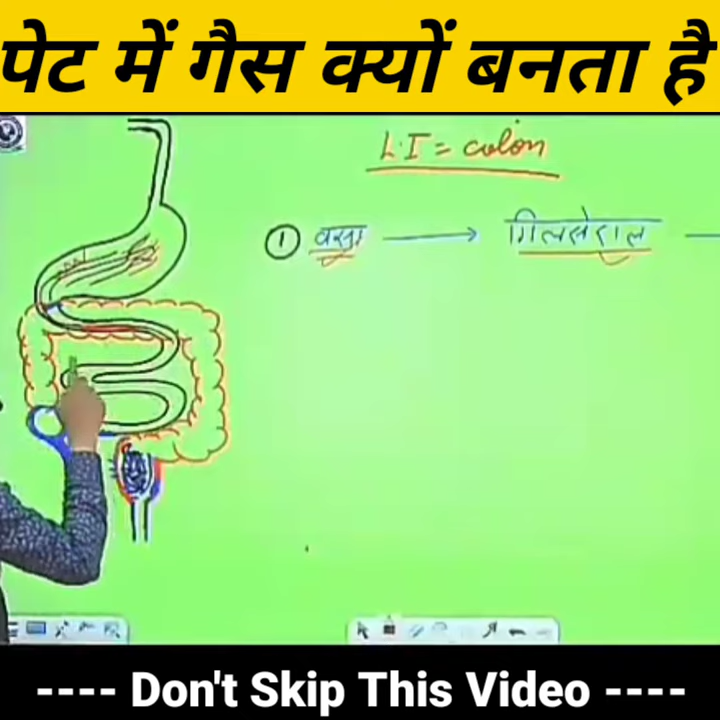 पेट में गैस क्यों बनता है
L.I = colon
① वसा → गिलसेराल —
---- Don't Skip This Video ----